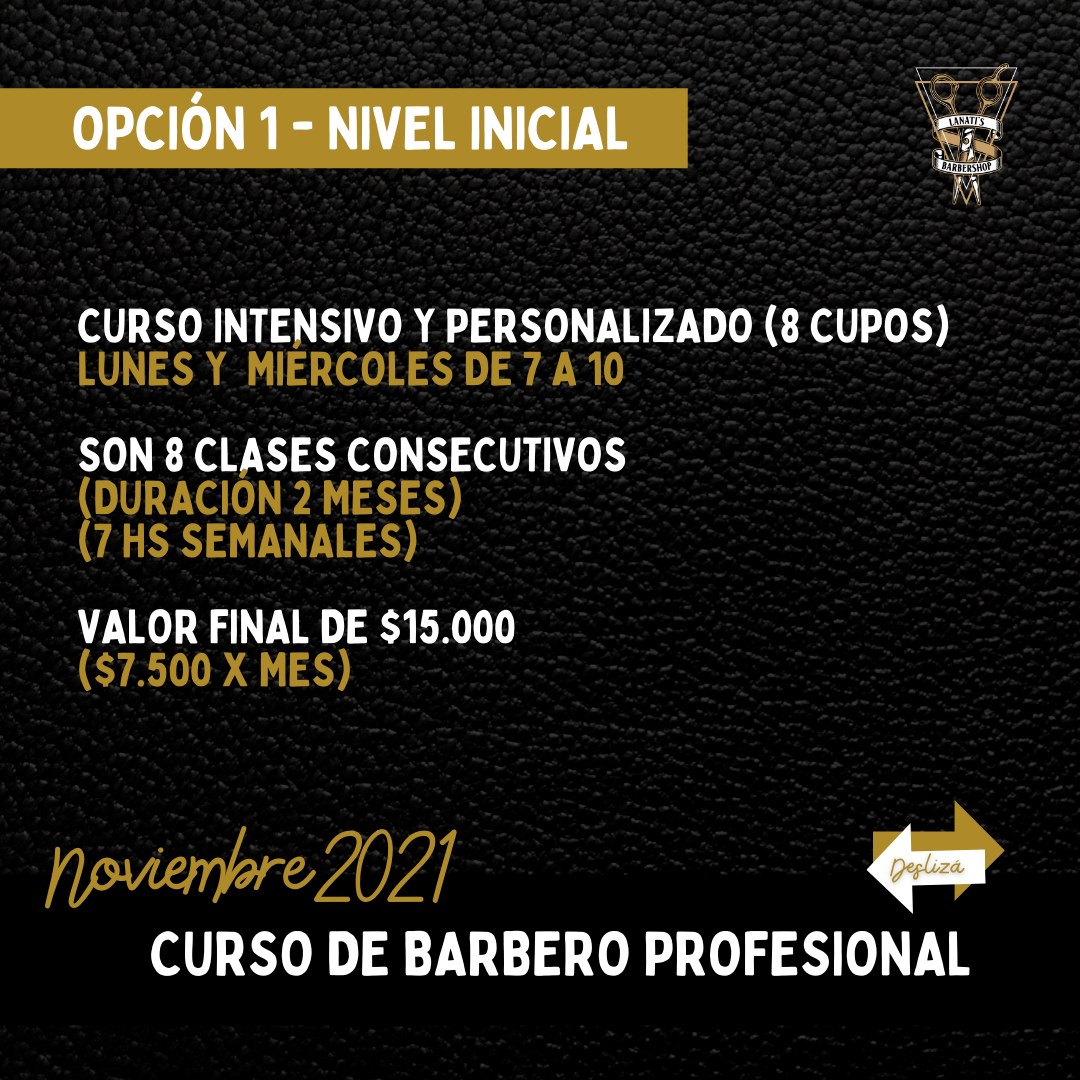 OPCIÓN 1 - NIVEL INICIAL
LANATI'S
BARBERSHOP
CURSO INTENSIVO Y PERSONALIZADO (8 CUPOS)
LUNES Y MIÉRCOLES DE 7 A 10
SON 8 CLASES CONSECUTIVOS
(DURACIÓN 2 MESES)
(7 HS SEMANALES)
VALOR FINAL DE $15.000
($7.500 X MES)
noviembre 2021
Deslizá
CURSO DE BARBERO PROFESIONAL